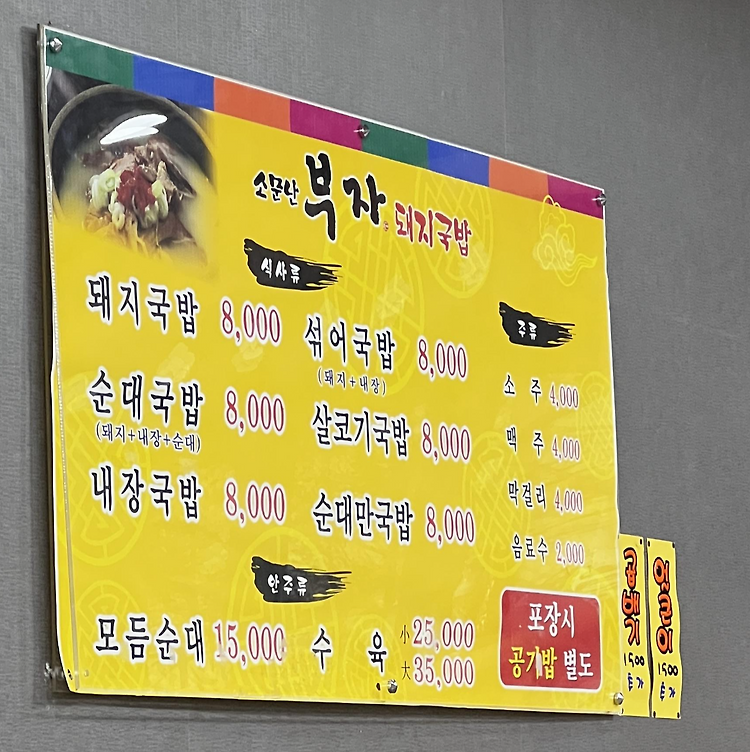 소문난 부자 돼지국밥
식사류
돼지국밥 8,000
순대국밥 8,000
(돼지+내장+순대)
내장국밥 8,000
섞어국밥 8,000
(돼지+내장)
살코기국밥 8,000
순대만국밥 8,000
주류
소주 4,000
맥주 4,000
막걸리 4,000
음료수 2,000
안주류
모듬순대 15,000
수육 小 25,000
大 35,000
포장시
공기밥 별도
곱빼기
1500
추가
1500
추가